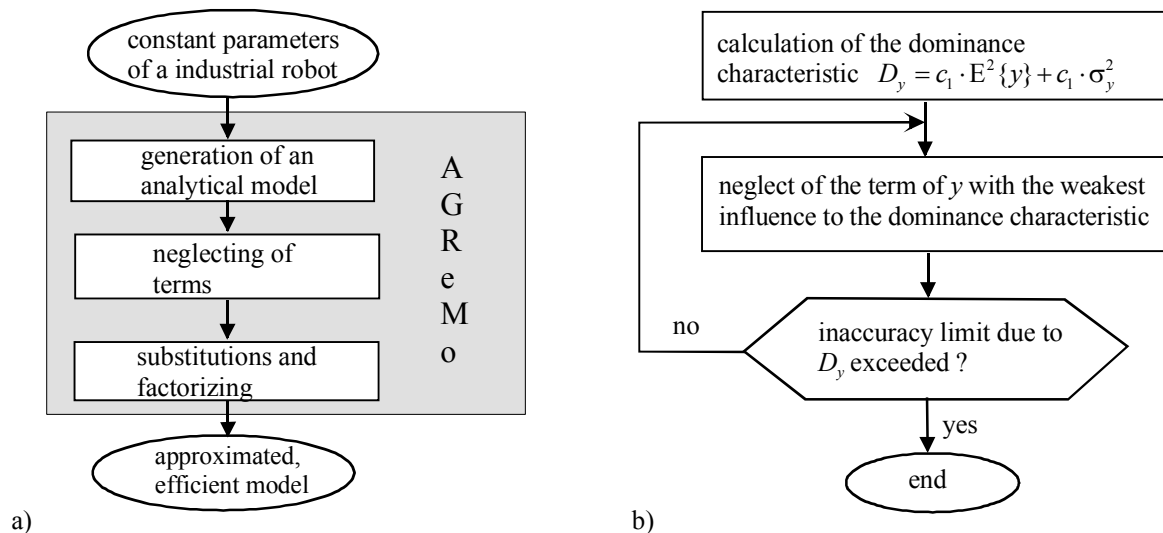 constant parameters
of a industrial robot
generation of an
analytical model
neglecting of
terms
substitutions and
factorizing
A
G
R
e
M
o
approximated,
efficient model
a)
calculation of the dominance
characteristic D_y = c_1 · E^2 {y} + c_1 · σ_y^2
neglect of the term of y with the weakest
influence to the dominance characteristic
no
inaccuracy limit due to
D_y exceeded ?
yes
end
b)